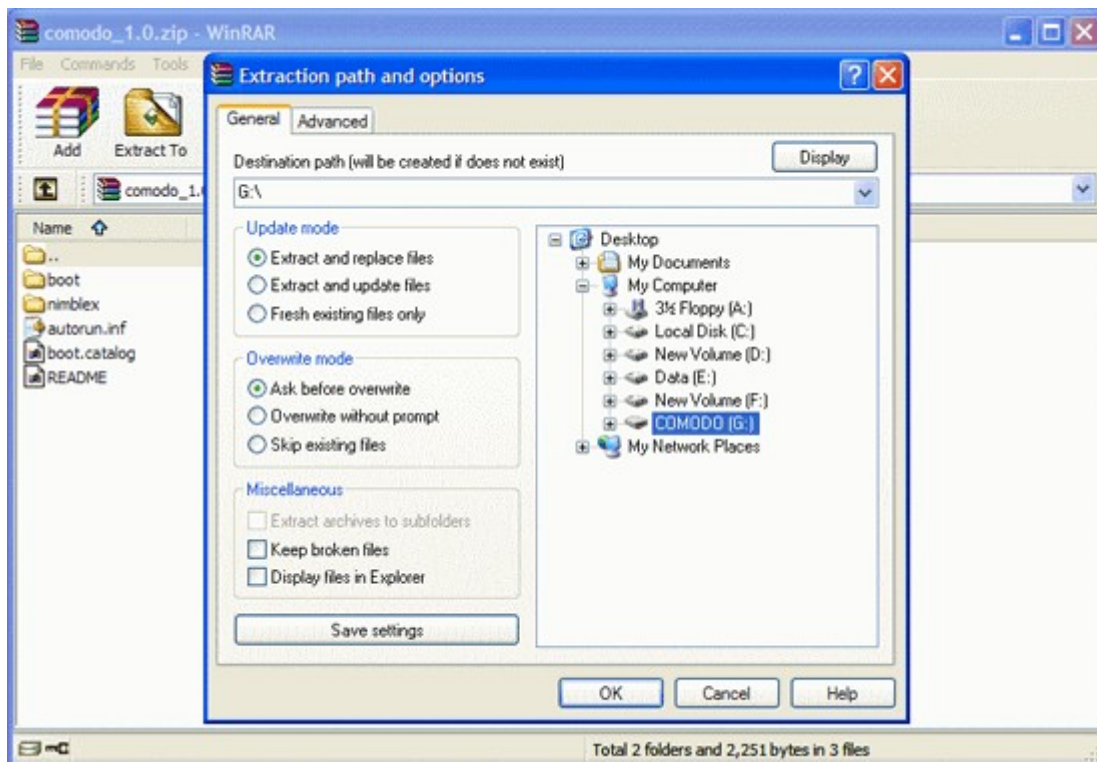 comodo_1.0.zip - WinRAR
File Commands Tools
Extraction path and options
General Advanced
Add Extract To
Destination path (will be created if does not exist)
Display
comodo_1.
G:\
Name
Update mode
Extract and replace files
Extract and update files
Fresh existing files only
Overwrite mode
Ask before overwrite
Overwrite without prompt
Skip existing files
Miscellaneous
Extract archives to subfolders
Keep broken files
Display files in Explorer
Save settings
..
boot
nimblex
autorun.inf
boot.catalog
README
Desktop
My Documents
My Computer
3½ Floppy (A:)
Local Disk (C:)
New Volume (D:)
Data (E:)
New Volume (F:)
COMODO (G:)
My Network Places
OK Cancel Help
Total 2 folders and 2,251 bytes in 3 files